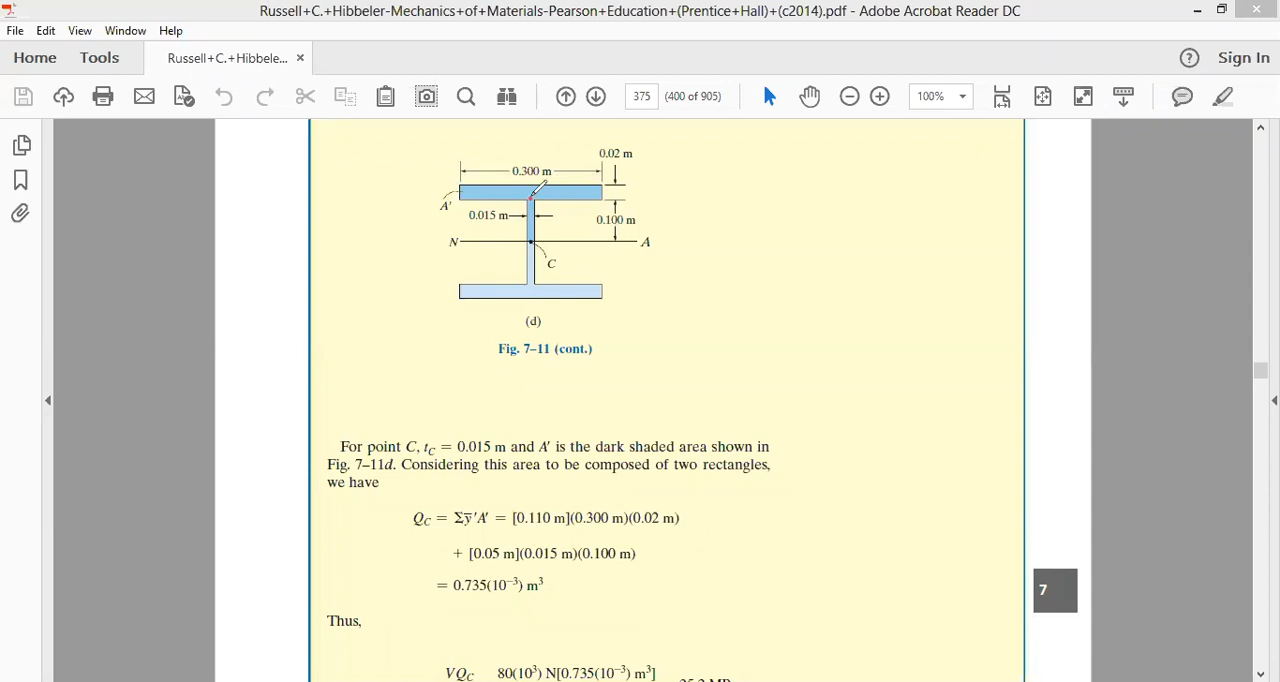 Russell+C.+Hibbeler-Mechanics+of+Materials-Pearson+Education+(Prentice+Hall)+(c2014).pdf - Adobe Acrobat Reader DC
File Edit View Window Help
Home Tools Russell+C.+Hibbele... × Sign In
375 (400 of 905) 100%
0.02 m
0.300 m
A'
0.015 m
0.100 m
N A
C
(d)
Fig. 7–11 (cont.)
For point C, t_C = 0.015 m and A' is the dark shaded area shown in
Fig. 7–11d. Considering this area to be composed of two rectangles,
we have
Q_C = Σy̅'A' = [0.110 m](0.300 m)(0.02 m)
+ [0.05 m](0.015 m)(0.100 m)
= 0.735(10⁻³) m³
7
Thus,
VQ_C 80(10³) N[0.735(10⁻³) m³]